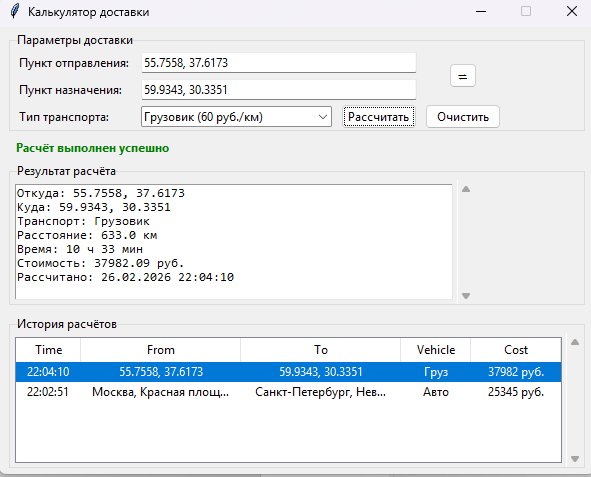 Калькулятор доставки
Параметры доставки
Пункт отправления: 55.7558, 37.6173
Пункт назначения: 59.9343, 30.3351
Тип транспорта: Грузовик (60 руб./км) Рассчитать Очистить
Расчёт выполнен успешно
Результат расчёта
Откуда: 55.7558, 37.6173
Куда: 59.9343, 30.3351
Транспорт: Грузовик
Расстояние: 633.0 км
Время: 10 ч 33 мин
Стоимость: 37982.09 руб.
Рассчитано: 26.02.2026 22:04:10
История расчётов
Time From To Vehicle Cost
22:04:10 55.7558, 37.6173 59.9343, 30.3351 Груз 37982 руб.
22:02:51 Москва, Красная площ... Санкт-Петербург, Нев... Авто 25345 руб.